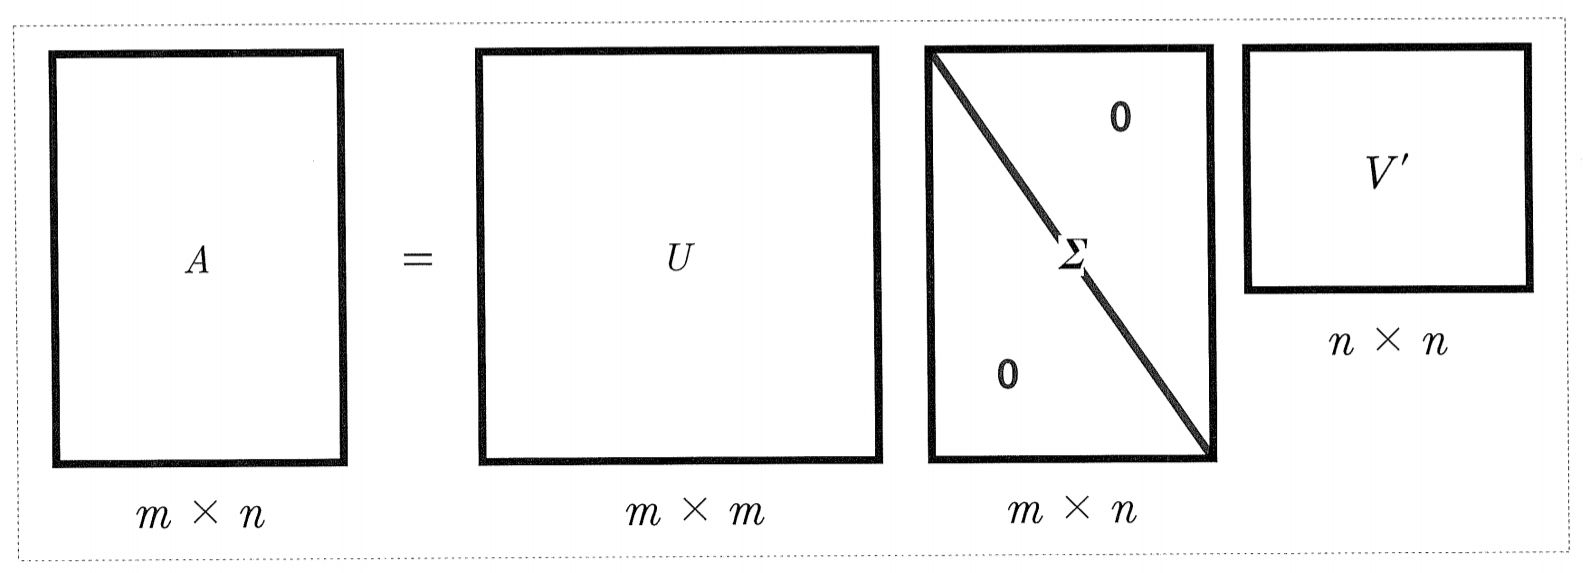 A = U Σ V′
0
0
m × n
m × m
m × n
n × n